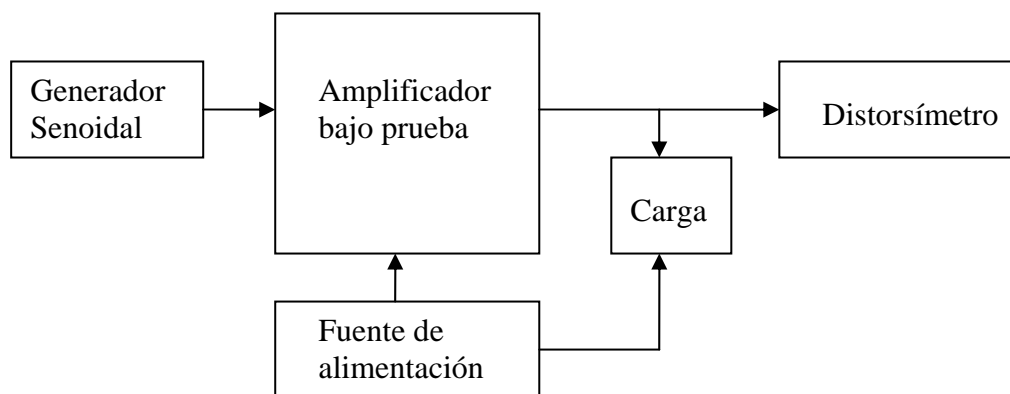 Generador
Senoidal
Amplificador
bajo prueba
Distorsímetro
Carga
Fuente de
alimentación